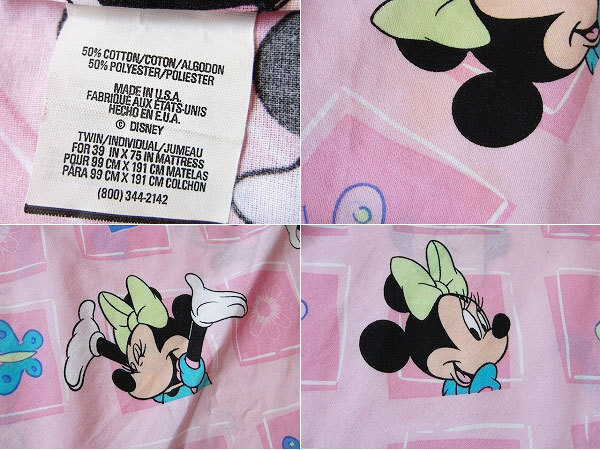 50% COTTON/COTON/ALGODON
50% POLYESTER/POLIESTER
MADE IN U.S.A.
FABRIQUÉ AUX ETATS-UNIS
HECHO EN E.U.A.
© DISNEY
TWIN/INDIVIDUAL/JUMEAU
FOR 39 IN X 75 IN MATTRESS
POUR 99 CM X 191 CM MATELAS
PARA 99 CM X 191 CM COLCHON
(800) 344-2142